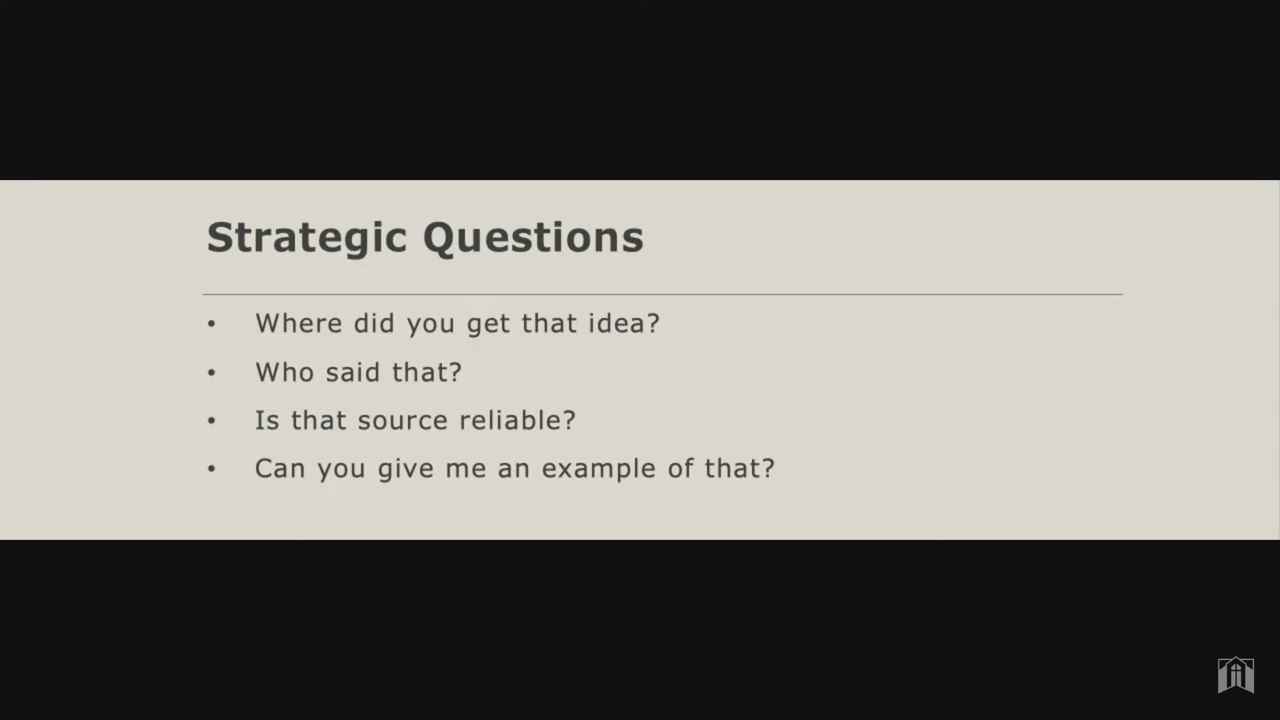 Strategic Questions
• Where did you get that idea?
• Who said that?
• Is that source reliable?
• Can you give me an example of that?